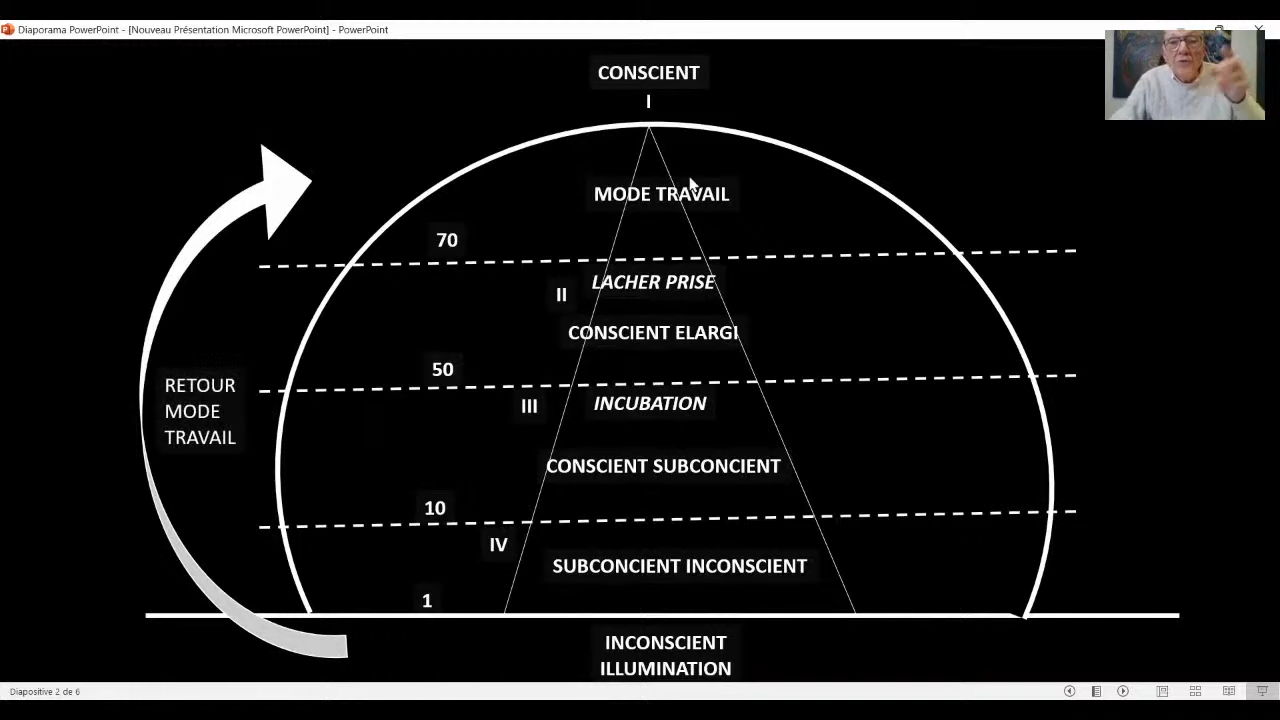 Diaporama PowerPoint - [Nouveau Présentation Microsoft PowerPoint] - PowerPoint
CONSCIENT
I
MODE TRAVAIL
70
LACHER PRISE
II
CONSCIENT ELARGI
50
III
INCUBATION
RETOUR
MODE
TRAVAIL
CONSCIENT SUBCONCIENT
10
IV
SUBCONCIENT INCONSCIENT
1
INCONSCIENT
ILLUMINATION
Diapositive 2 de 6